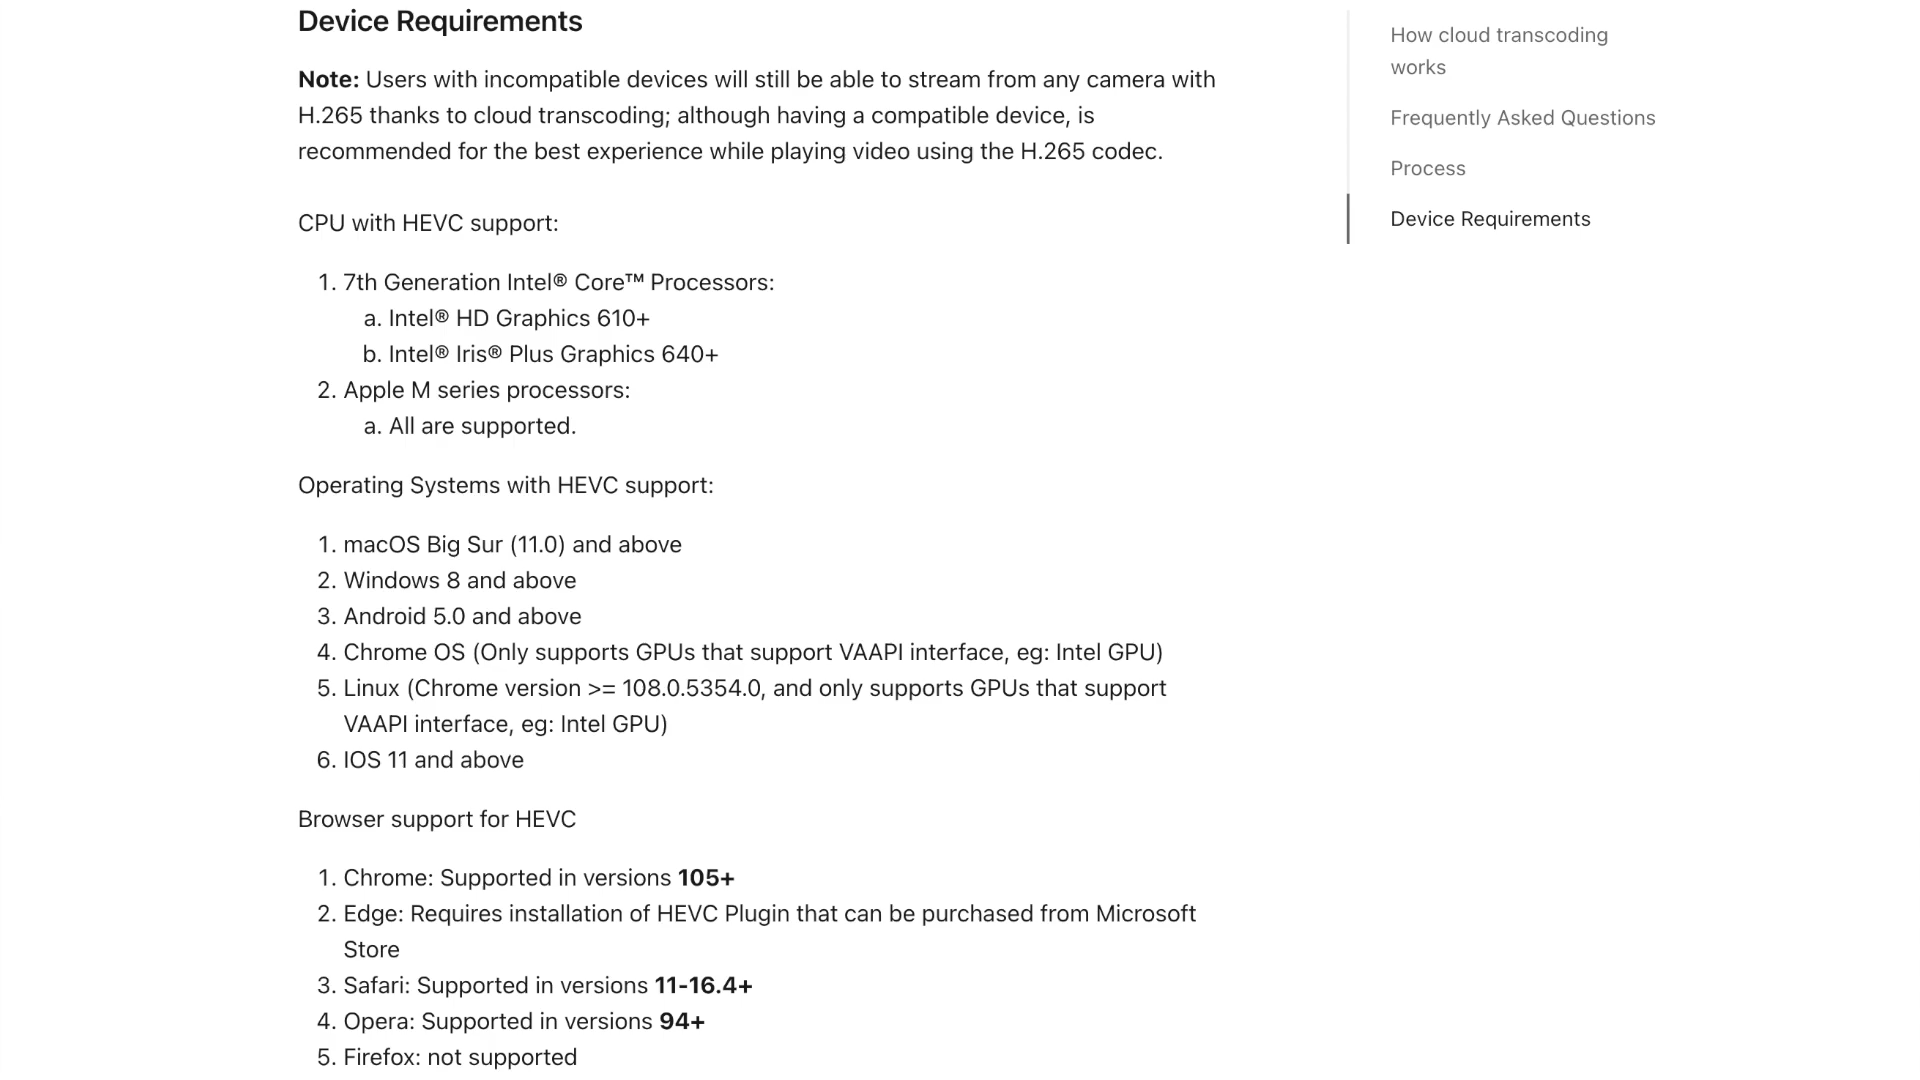 Device Requirements
Note: Users with incompatible devices will still be able to stream from any camera with
H.265 thanks to cloud transcoding; although having a compatible device, is
recommended for the best experience while playing video using the H.265 codec.
CPU with HEVC support:
1. 7th Generation Intel® Core™ Processors:
a. Intel® HD Graphics 610+
b. Intel® Iris® Plus Graphics 640+
2. Apple M series processors:
a. All are supported.
Operating Systems with HEVC support:
1. macOS Big Sur (11.0) and above
2. Windows 8 and above
3. Android 5.0 and above
4. Chrome OS (Only supports GPUs that support VAAPI interface, eg: Intel GPU)
5. Linux (Chrome version >= 108.0.5354.0, and only supports GPUs that support
VAAPI interface, eg: Intel GPU)
6. IOS 11 and above
Browser support for HEVC
1. Chrome: Supported in versions 105+
2. Edge: Requires installation of HEVC Plugin that can be purchased from Microsoft
Store
3. Safari: Supported in versions 11-16.4+
4. Opera: Supported in versions 94+
5. Firefox: not supported
How cloud transcoding
works
Frequently Asked Questions
Process
Device Requirements